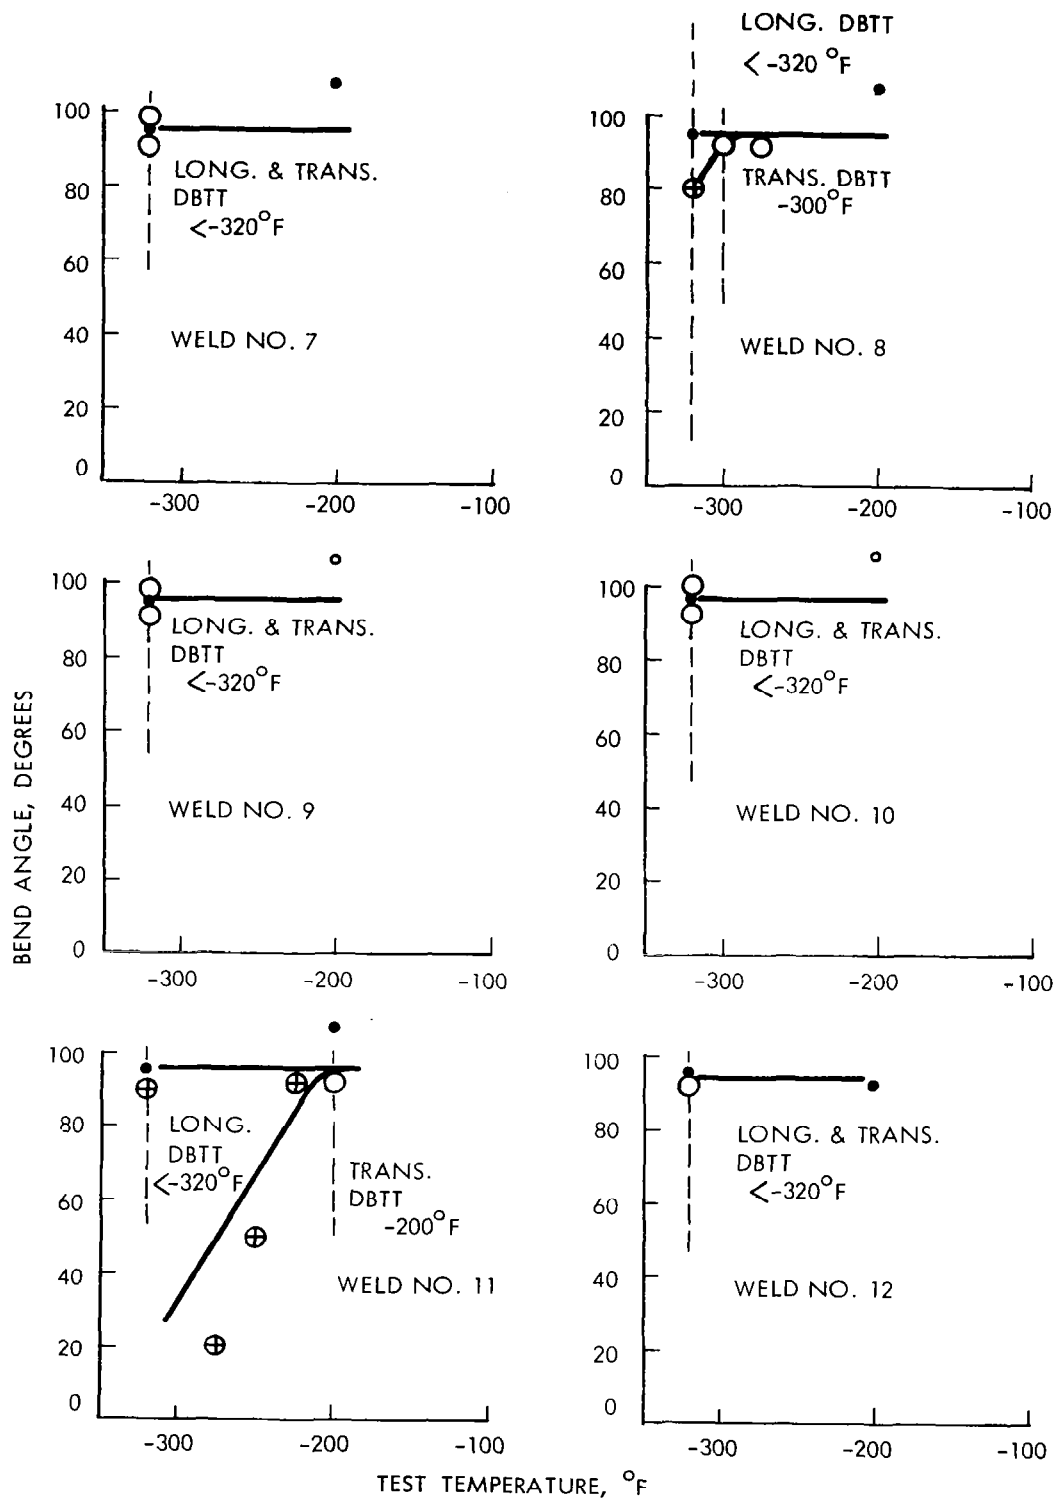 100
80
60
40
20
0
LONG. & TRANS.
DBTT
<-320°F
WELD NO. 7
-300
-200
-100
LONG. DBTT
< -320 °F
100
80
60
40
20
0
TRANS. DBTT
-300°F
WELD NO. 8
-300
-200
-100
100
80
60
40
20
0
LONG. & TRANS.
DBTT
<-320°F
WELD NO. 9
-300
-200
-100
100
80
60
40
20
0
LONG. & TRANS.
DBTT
<-320°F
WELD NO. 10
-300
-200
-100
BEND ANGLE, DEGREES
100
80
60
40
20
0
LONG.
DBTT
<-320°F
TRANS.
DBTT
-200°F
WELD NO. 11
-300
-200
-100
100
80
60
40
20
0
LONG. & TRANS.
DBTT
<-320°F
WELD NO. 12
-300
-200
-100
TEST TEMPERATURE, °F